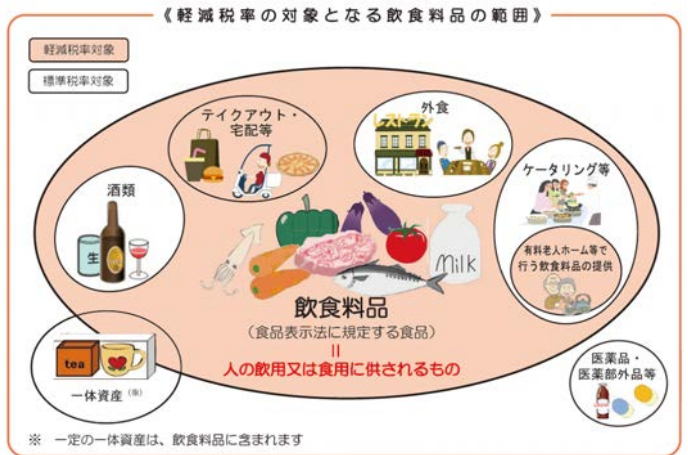 《軽減税率の対象となる飲食料品の範囲》
軽減税率対象
標準税率対象
テイクアウト・
宅配等
外食
レストラン
ケータリング等
酒類
生
有料老人ホーム等で
行う飲食料品の提供
Milk
飲食料品
(食品表示法に規定する食品)
=
人の飲用又は食用に供されるもの
tea
一体資産(※)
医薬品・
医薬部外品等
※ 一定の一体資産は、飲食料品に含まれます